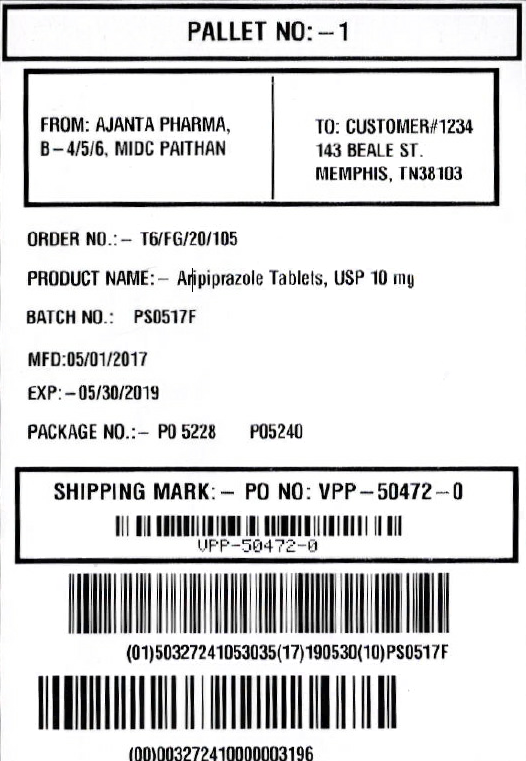 PALLET NO:-1
FROM: AJANTA PHARMA,
B-4/5/6, MIDC PAITHAN
TO: CUSTOMER#1234
143 BEALE ST.
MEMPHIS, TN38103
ORDER NO.:- T6/FG/20/105
PRODUCT NAME:- Aripiprazole Tablets, USP 10 mg
BATCH NO.: PS0517F
MFD:05/01/2017
EXP:-05/30/2019
PACKAGE NO.:- PO 5228 PO5240
SHIPPING MARK:- PO NO: VPP-50472-0
VPP-50472-0
(01)50327241053035(17)190530(10)PS0517F
(00)003272410000003196